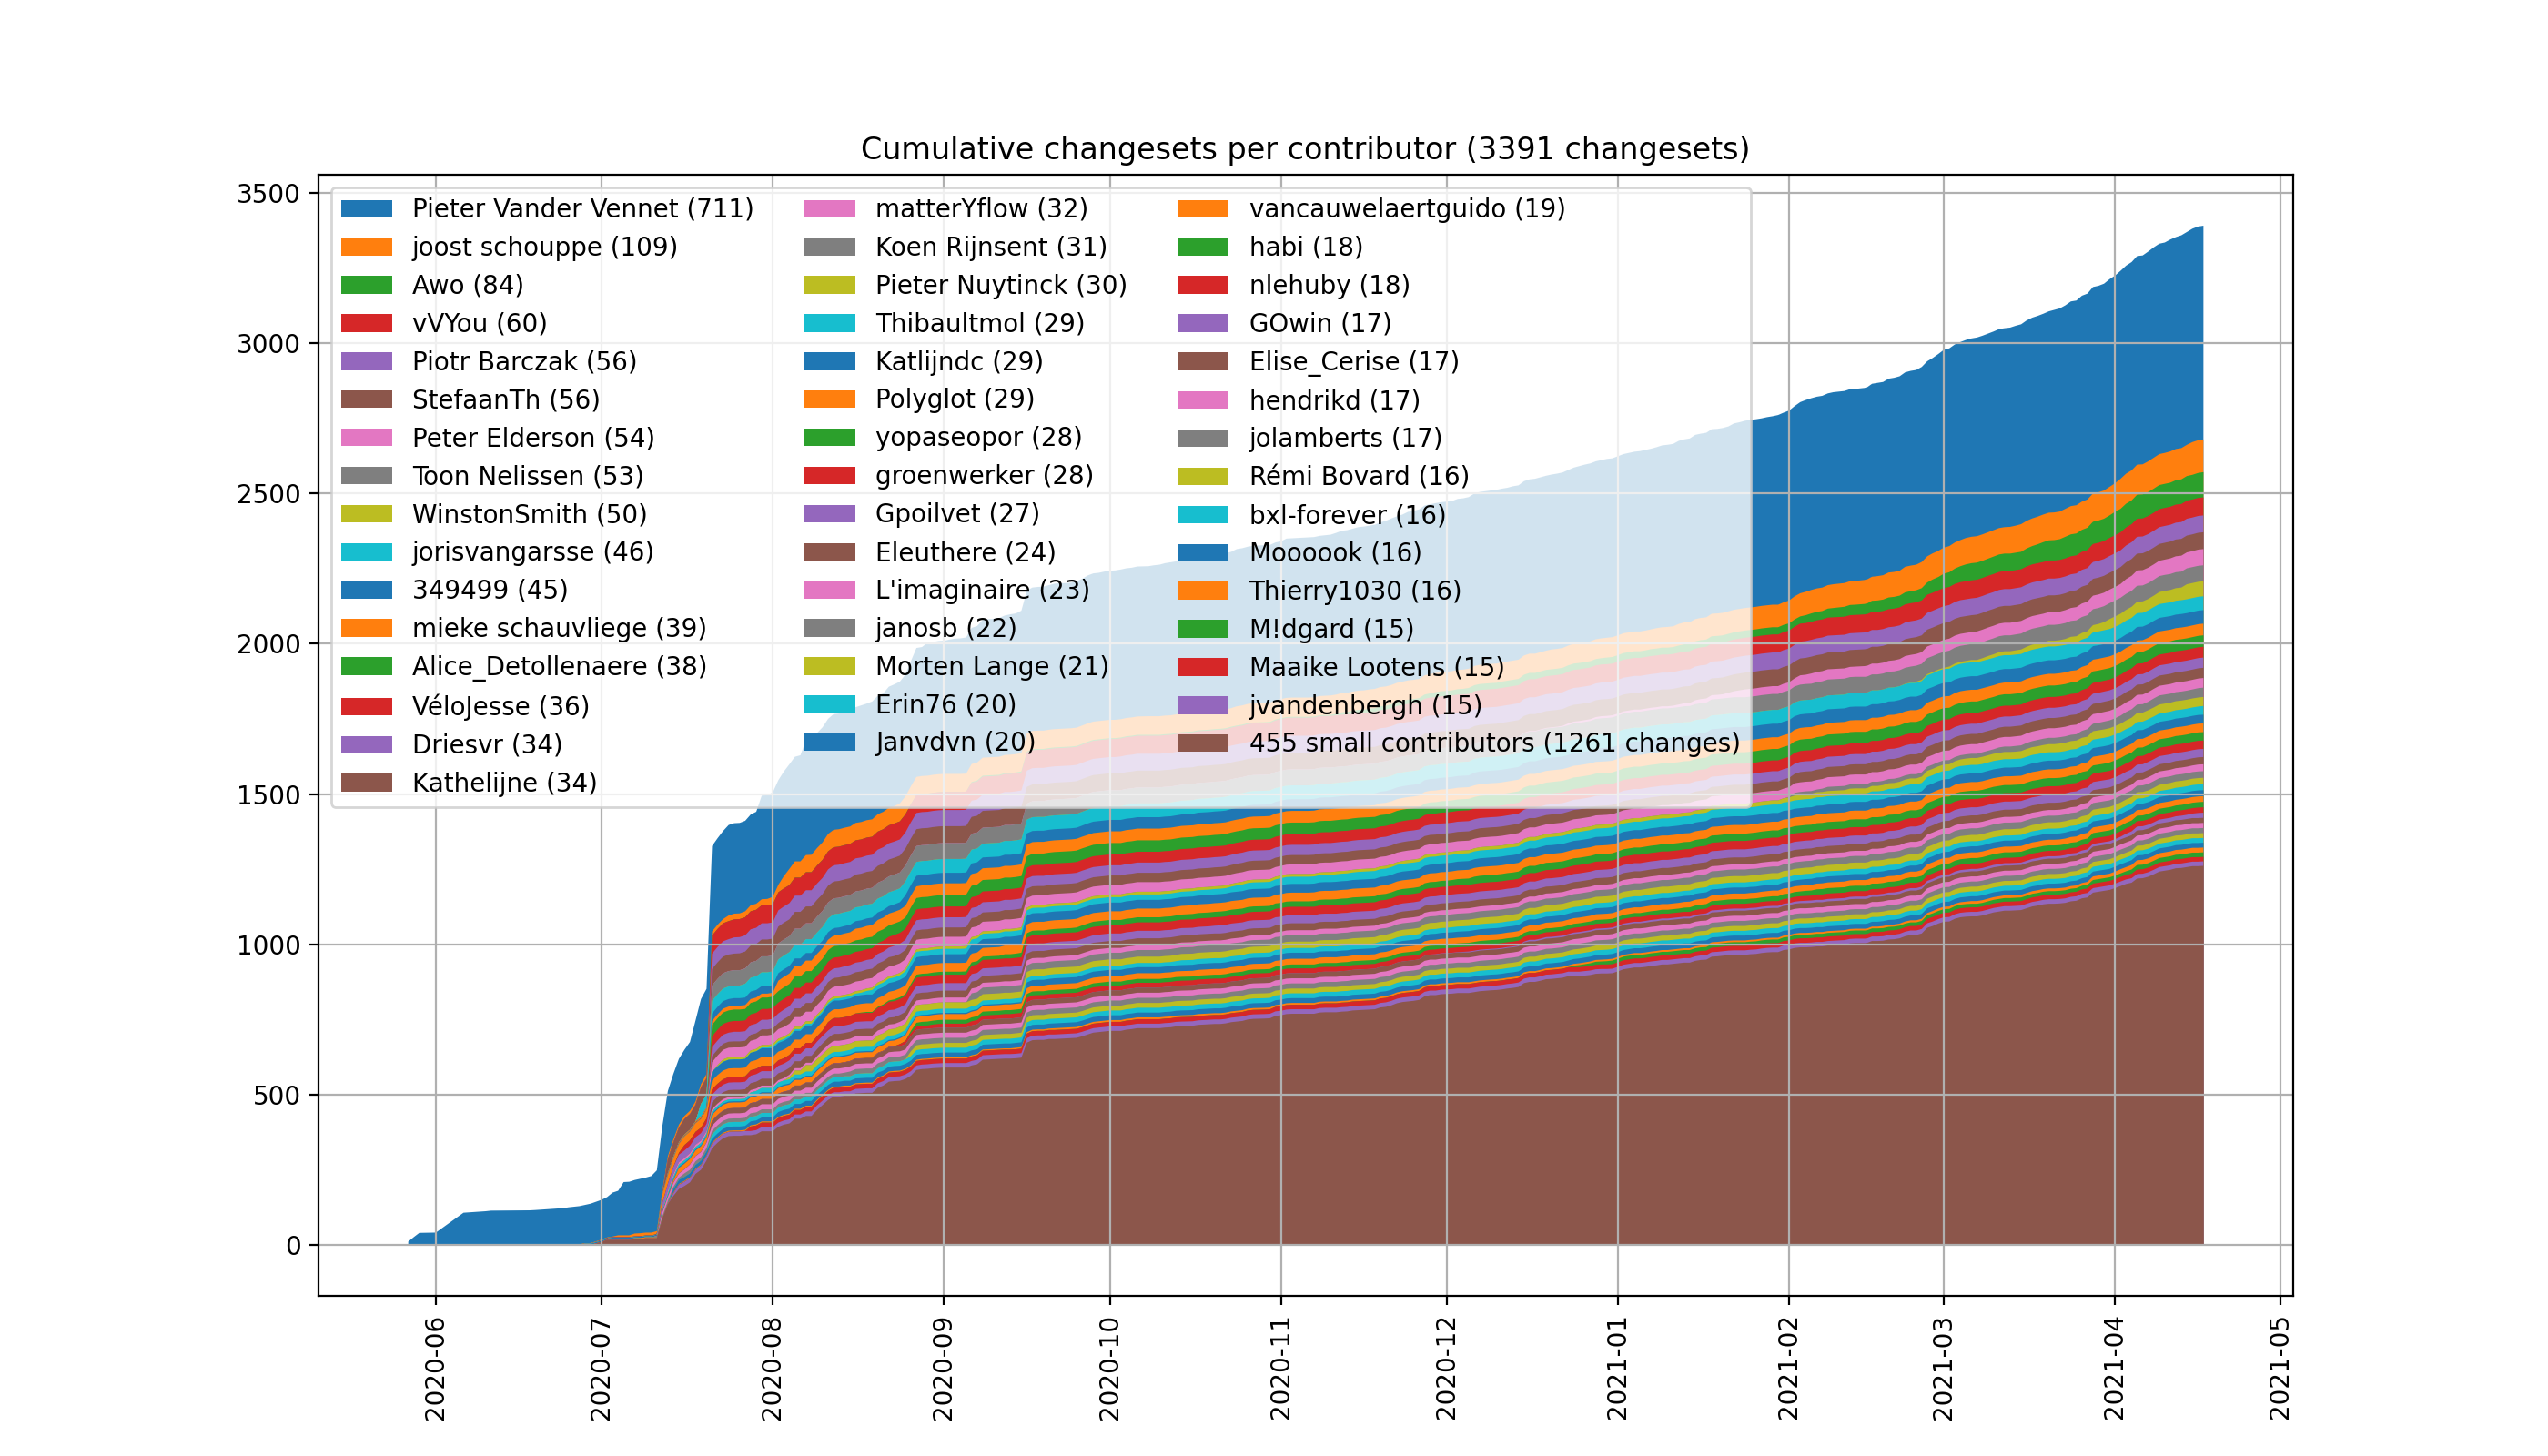 Cumulative changesets per contributor (3391 changesets)
3500
3000
2500
2000
1500
1000
500
0
Pieter Vander Vennet (711)
joost schouppe (109)
Awo (84)
vVYou (60)
Piotr Barczak (56)
StefaanTh (56)
Peter Elderson (54)
Toon Nelissen (53)
WinstonSmith (50)
jorisvangarsse (46)
349499 (45)
mieke schauvliege (39)
Alice_Detollenaere (38)
VéloJesse (36)
Driesvr (34)
Kathelijne (34)
matterYflow (32)
Koen Rijnsent (31)
Pieter Nuytinck (30)
Thibaultmol (29)
Katlijndc (29)
Polyglot (29)
yopaseopor (28)
groenwerker (28)
Gpoilvet (27)
Eleuthere (24)
L'imaginaire (23)
janosb (22)
Morten Lange (21)
Erin76 (20)
Janvdvn (20)
vancauwelaertguido (19)
habi (18)
nlehuby (18)
GOwin (17)
Elise_Cerise (17)
hendrikd (17)
jolamberts (17)
Rémi Bovard (16)
bxl-forever (16)
Moooook (16)
Thierry1030 (16)
M!dgard (15)
Maaike Lootens (15)
jvandenbergh (15)
455 small contributors (1261 changes)
2020-06
2020-07
2020-08
2020-09
2020-10
2020-11
2020-12
2021-01
2021-02
2021-03
2021-04
2021-05